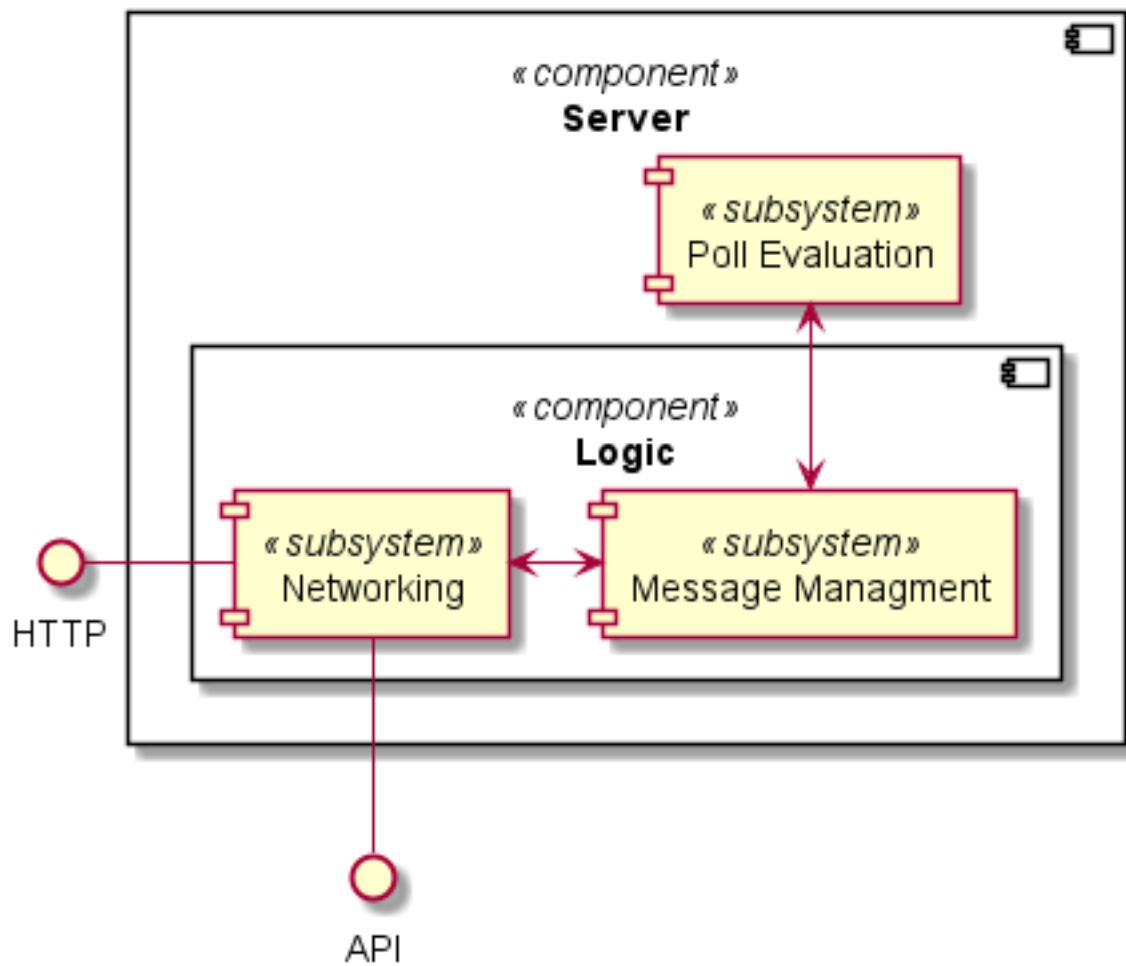 «component»
Server
«subsystem»
Poll Evaluation
«component»
Logic
«subsystem»
Networking
«subsystem»
Message Managment
HTTP
API